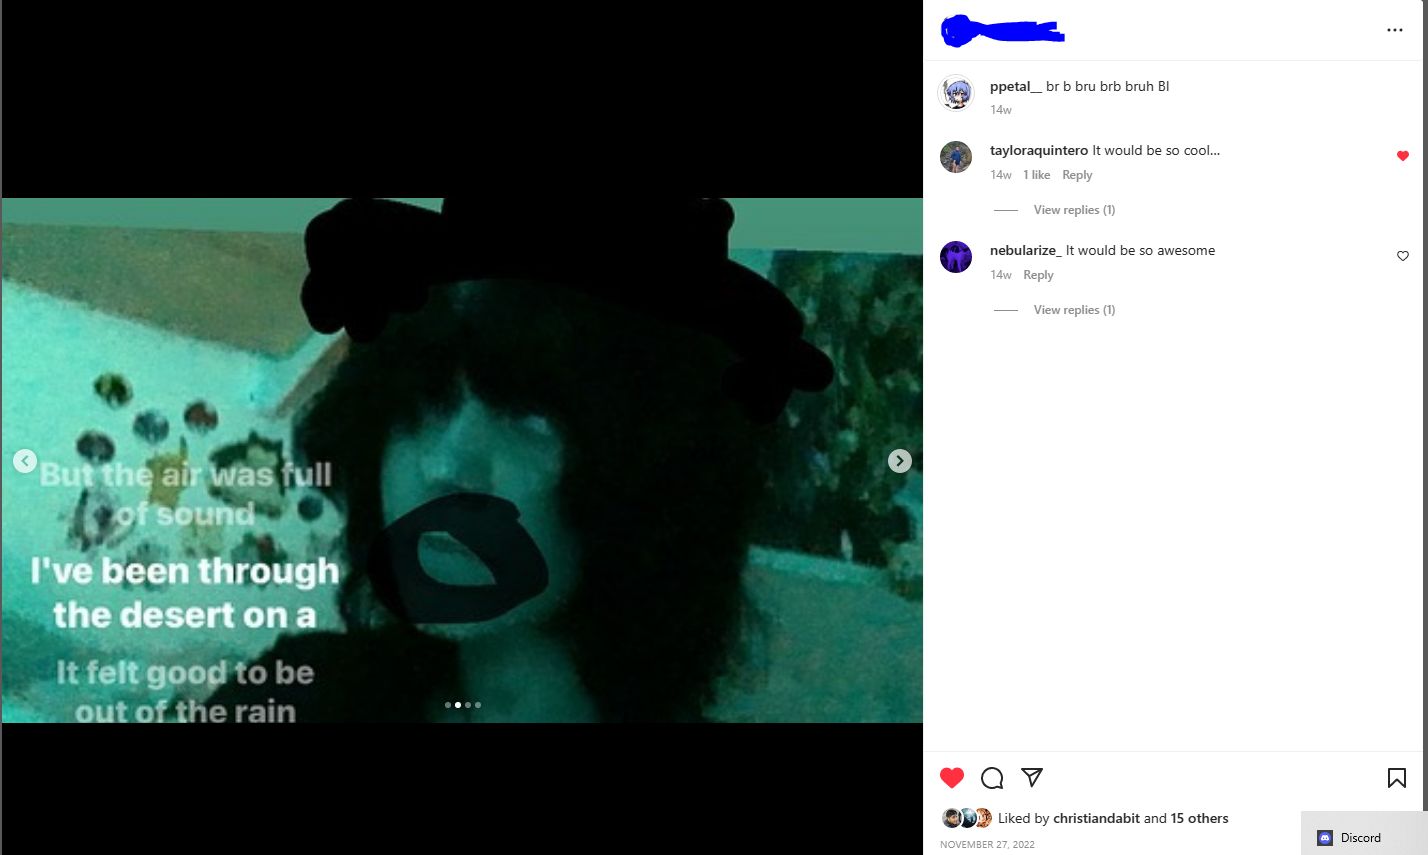 But the air was full
of sound
I've been through
the desert on a
It felt good to be
out of the rain
ppetal__ br b bru brb bruh Bl
14w
tayloraquintero It would be so cool...
14w 1 like Reply
View replies (1)
nebularize_ It would be so awesome
14w Reply
View replies (1)
Liked by christiandabit and 15 others
NOVEMBER 27, 2022
Discord